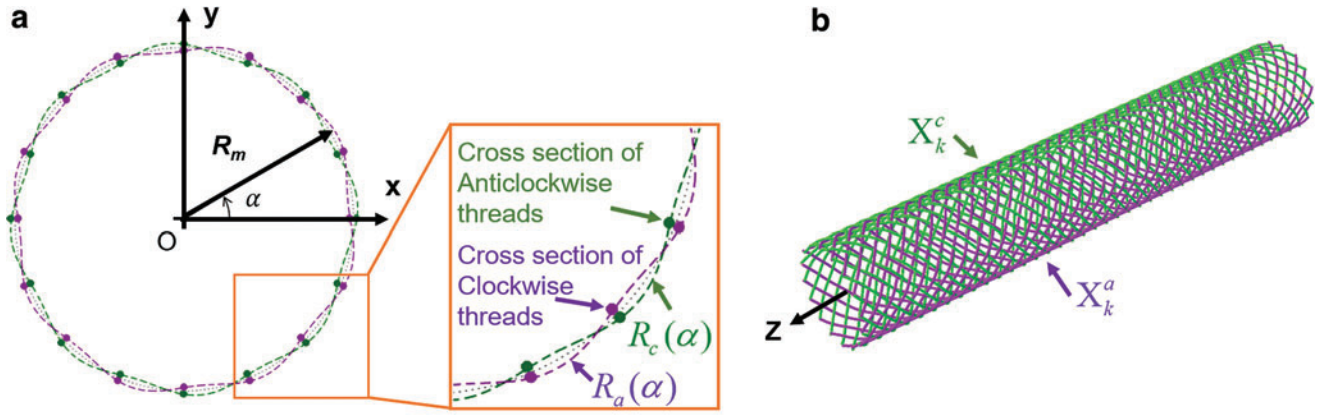 a
y
R_m
α
x
O
Cross section of
Anticlockwise
threads
Cross section of
Clockwise
threads
R_c(α)
R_a(α)
b
X_k^c
X_k^a
Z